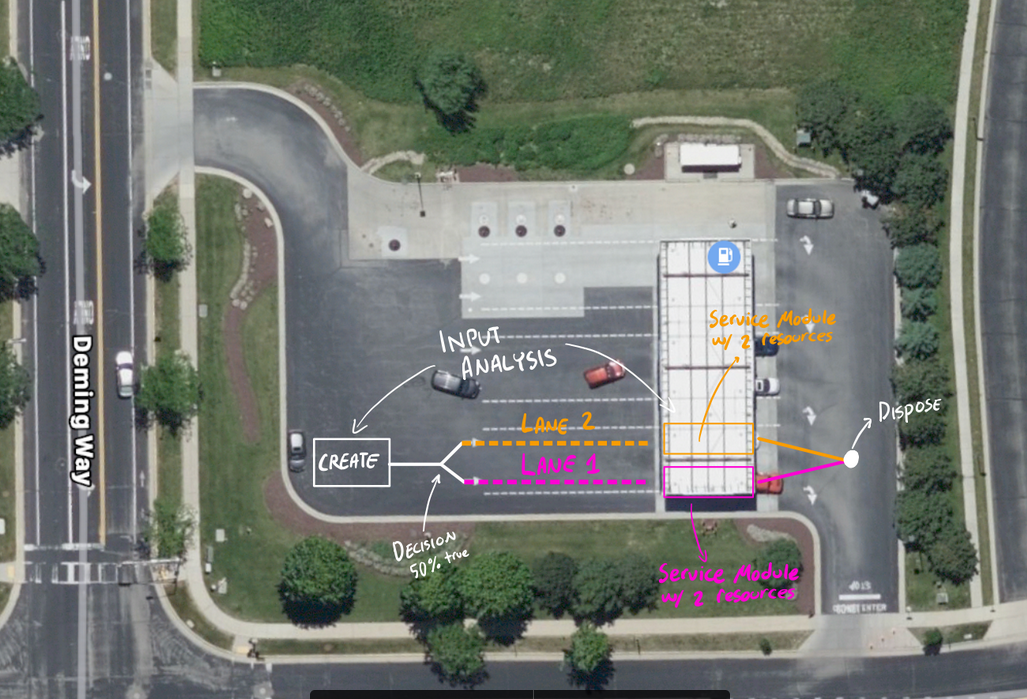 Deming Way
INPUT
ANALYSIS
Service Module
w/ 2 resources
LANE 2
LANE 1
CREATE
DISPOSE
DECISION
50% true
Service Module
w/ 2 resources
STOP